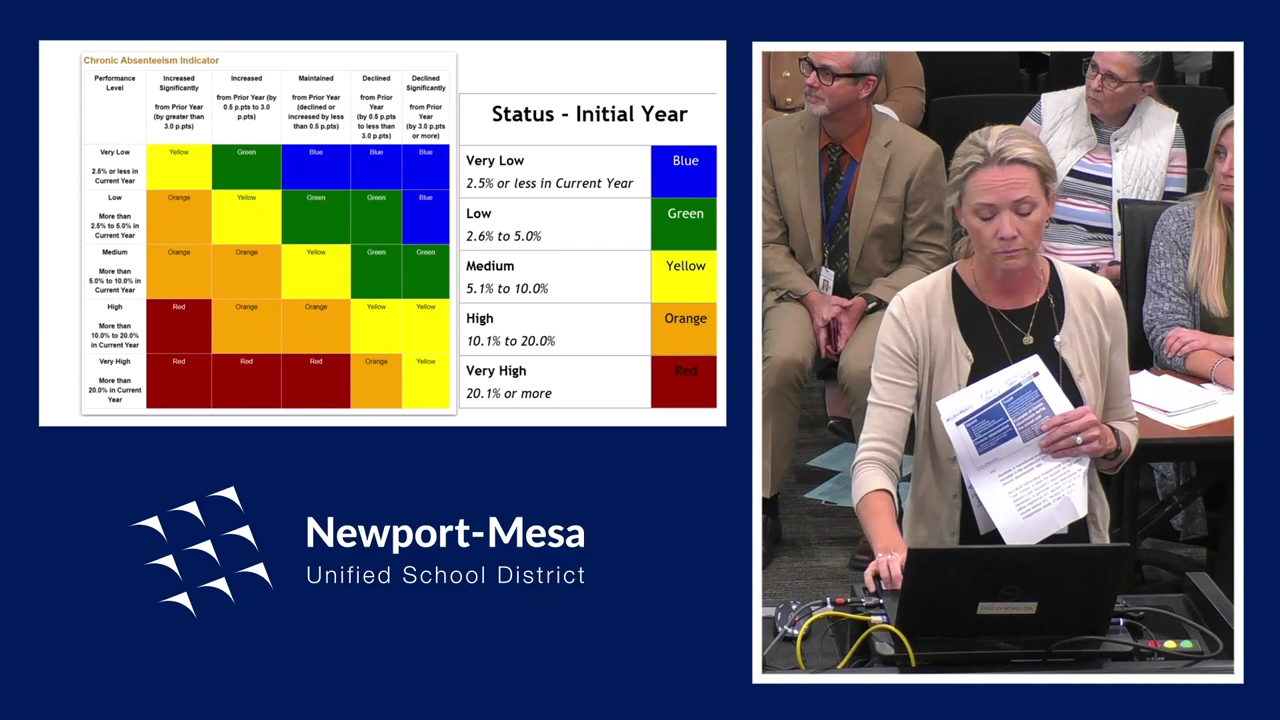 Chronic Absenteeism Indicator
Performance
Level
Increased
Significantly
from Prior Year
(by greater than
3.0 p.pts)
Increased
from Prior Year (by
0.5 p.pts to 3.0
p.pts)
Maintained
from Prior Year
(declined or
increased by less
than 0.5 p.pts)
Declined
from Prior
Year
(by 0.5 p.pts
to less than
3.0 p.pts)
Declined
Significantly
from Prior
Year
(by 3.0 p.pts
or more)
Very Low
2.5% or less in
Current Year
Yellow
Green
Blue
Blue
Blue
Low
More than
2.5% to 5.0% in
Current Year
Orange
Yellow
Green
Green
Blue
Medium
More than
5.0% to 10.0% in
Current Year
Orange
Orange
Yellow
Green
Green
High
More than
10.0% to 20.0%
in Current Year
Red
Orange
Orange
Yellow
Yellow
Very High
More than
20.0% in Current
Year
Red
Red
Red
Orange
Yellow
Status - Initial Year
Very Low
2.5% or less in Current Year
Blue
Low
2.6% to 5.0%
Green
Medium
5.1% to 10.0%
Yellow
High
10.1% to 20.0%
Orange
Very High
20.1% or more
Red
Newport-Mesa
Unified School District